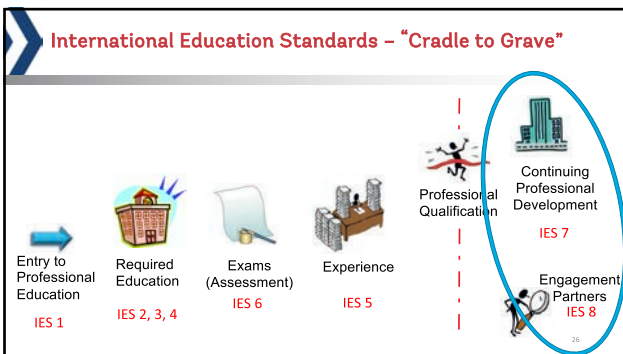 International Education Standards – “Cradle to Grave”
Entry to
Professional
Education
IES 1
Required
Education
IES 2, 3, 4
Exams
(Assessment)
IES 6
Experience
IES 5
Professional
Qualification
Continuing
Professional
Development
IES 7
Engagement
Partners
IES 8
26